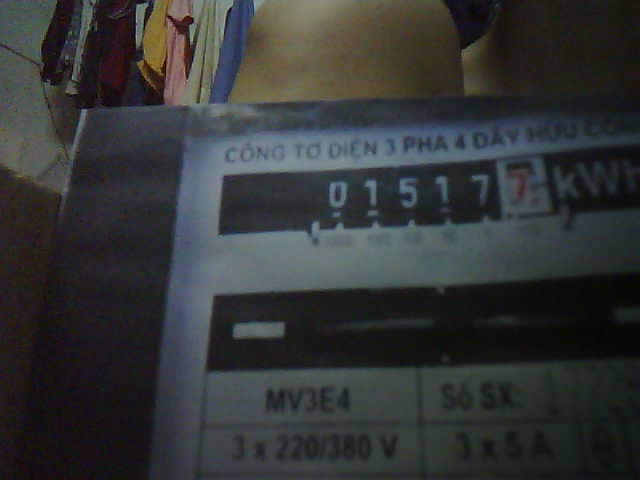 CÔNG TƠ ĐIỆN 3 PHA 4 DÂY HỮU CÔN
01517 7 kWh
MV3E4 Số SX:
3 x 220/380 V 3 x 5 A